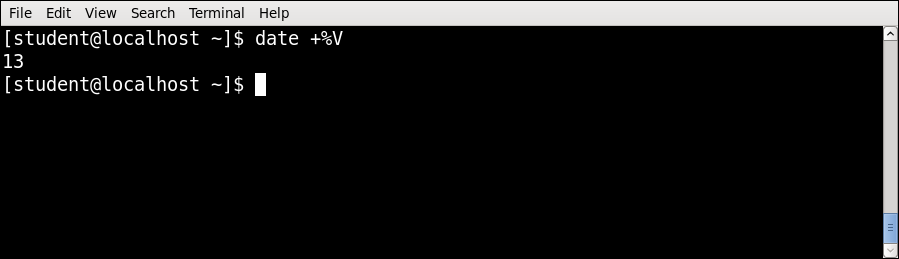 File Edit View Search Terminal Help
[student@localhost ~]$ date +%V
13
[student@localhost ~]$